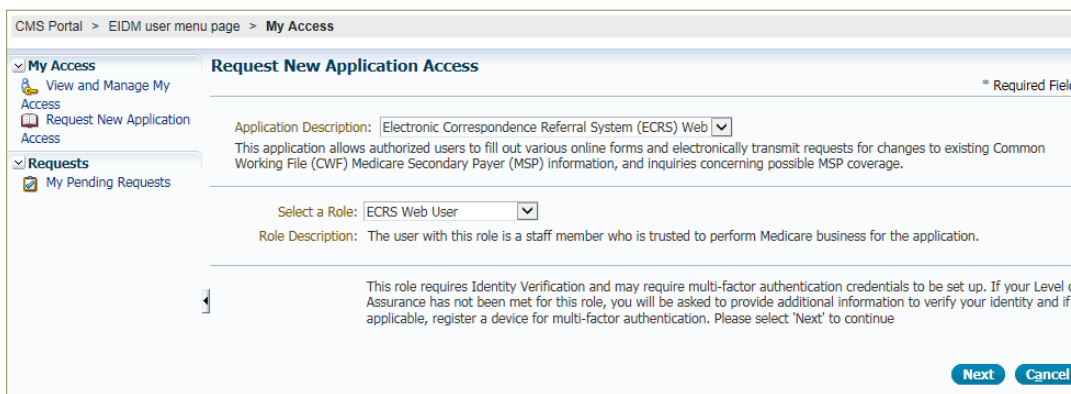 CMS Portal > EIDM user menu page > My Access
My Access
View and Manage My
Access
Request New Application
Access
Requests
My Pending Requests
Request New Application Access
* Required Field
Application Description: Electronic Correspondence Referral System (ECRS) Web
This application allows authorized users to fill out various online forms and electronically transmit requests for changes to existing Common
Working File (CWF) Medicare Secondary Payer (MSP) information, and inquiries concerning possible MSP coverage.
Select a Role: ECRS Web User
Role Description: The user with this role is a staff member who is trusted to perform Medicare business for the application.
This role requires Identity Verification and may require multi-factor authentication credentials to be set up. If your Level
Assurance has not been met for this role, you will be asked to provide additional information to verify your identity and if
applicable, register a device for multi-factor authentication. Please select 'Next' to continue
Next Cancel